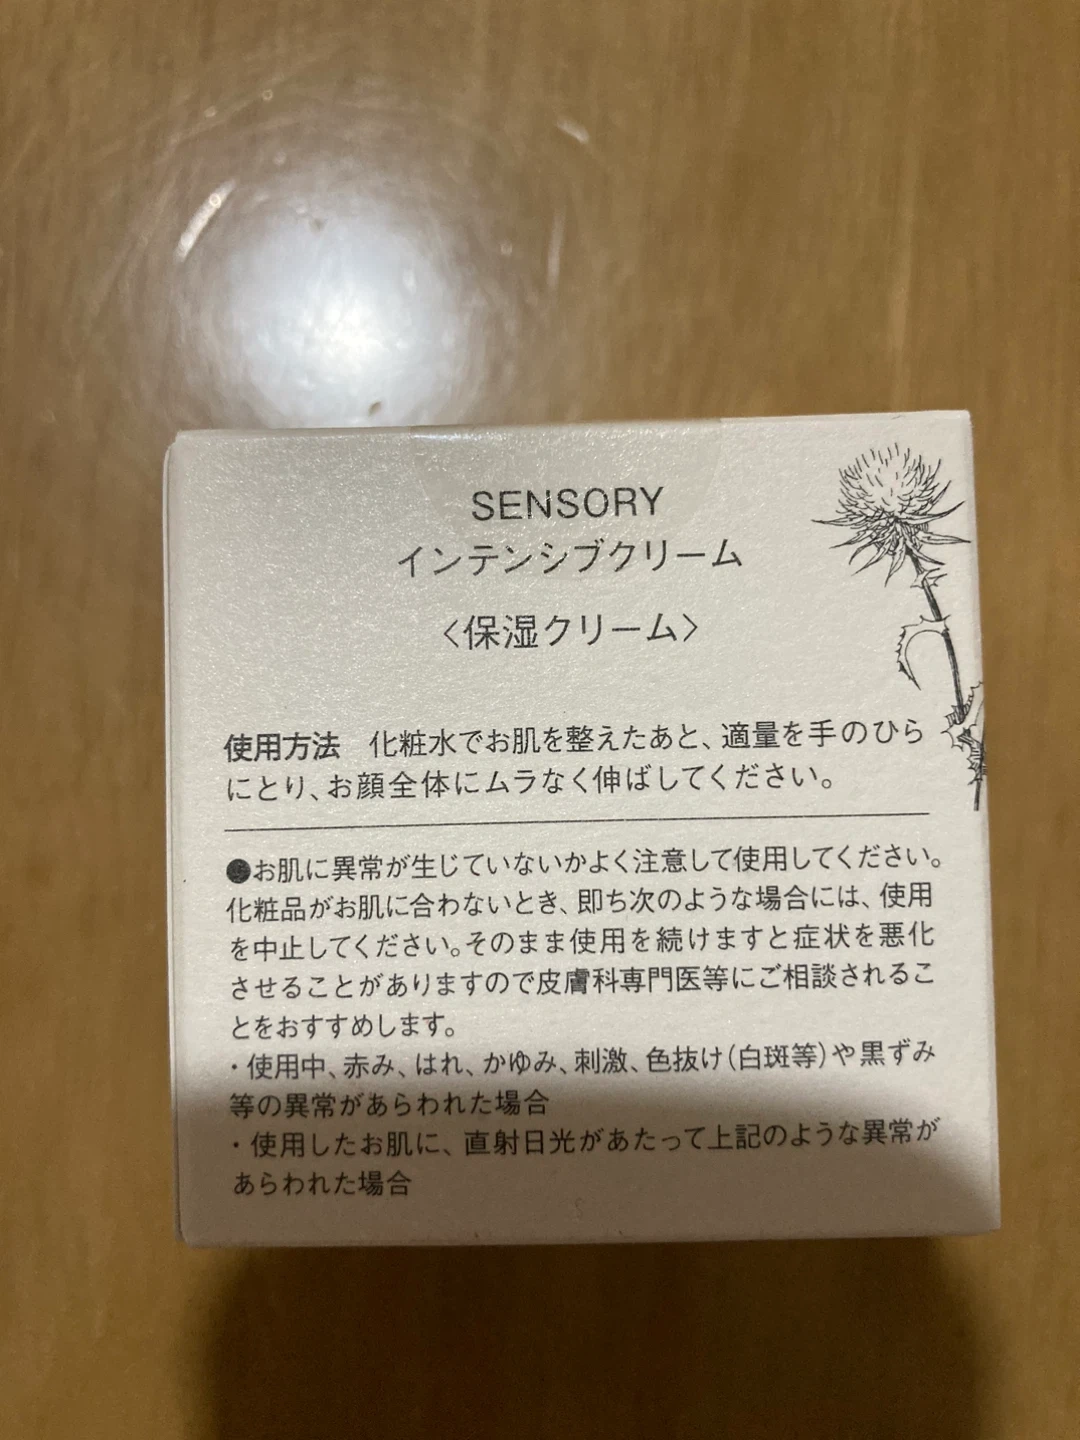 SENSORY
インテンシブクリーム
〈保湿クリーム〉
使用方法　化粧水でお肌を整えたあと、適量を手のひら
にとり、お顔全体にムラなく伸ばしてください。
●お肌に異常が生じていないかよく注意して使用してください。
化粧品がお肌に合わないとき、即ち次のような場合には、使用
を中止してください。そのまま使用を続けますと症状を悪化
させることがありますので皮膚科専門医等にご相談されるこ
とをおすすめします。
・使用中、赤み、はれ、かゆみ、刺激、色抜け（白斑等）や黒ずみ
等の異常があらわれた場合
・使用したお肌に、直射日光があたって上記のような異常が
あらわれた場合